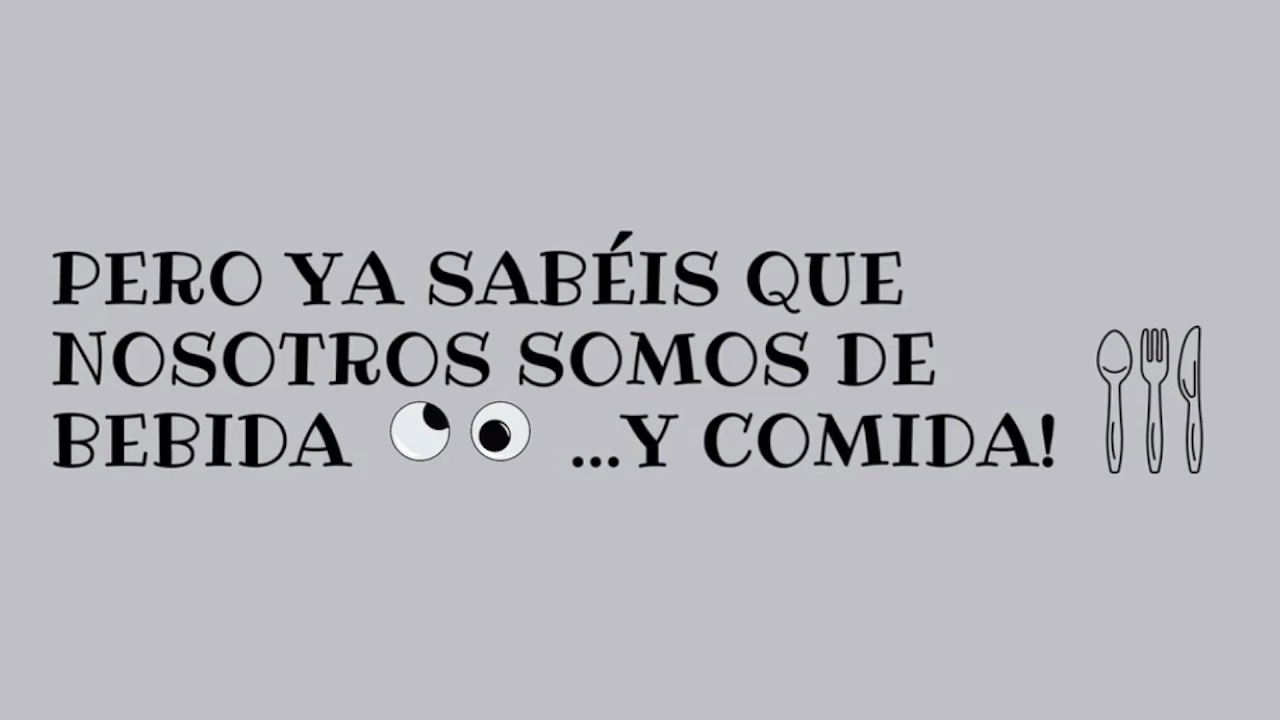 PERO YA SABÉIS QUE
NOSOTROS SOMOS DE
BEBIDA ...Y COMIDA!